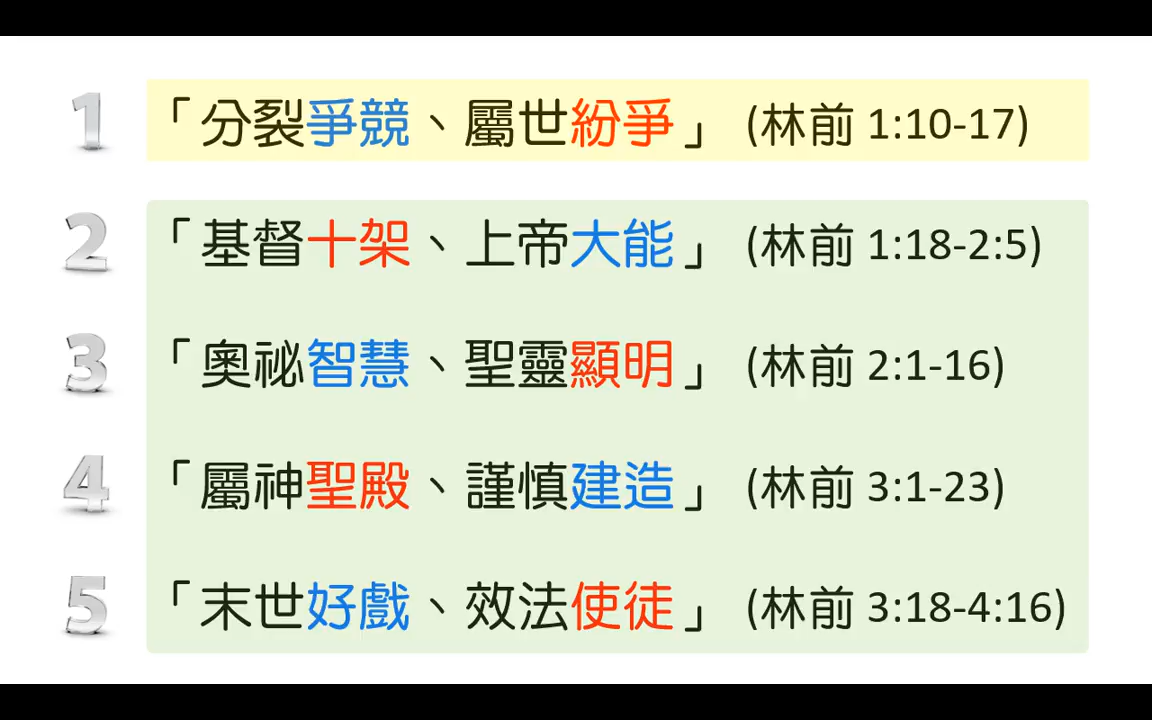 1 「分裂爭競、屬世紛爭」 (林前 1:10-17)
2 「基督十架、上帝大能」 (林前 1:18-2:5)
3 「奧祕智慧、聖靈顯明」 (林前 2:1-16)
4 「屬神聖殿、謹慎建造」 (林前 3:1-23)
5 「末世好戲、效法使徒」 (林前 3:18-4:16)